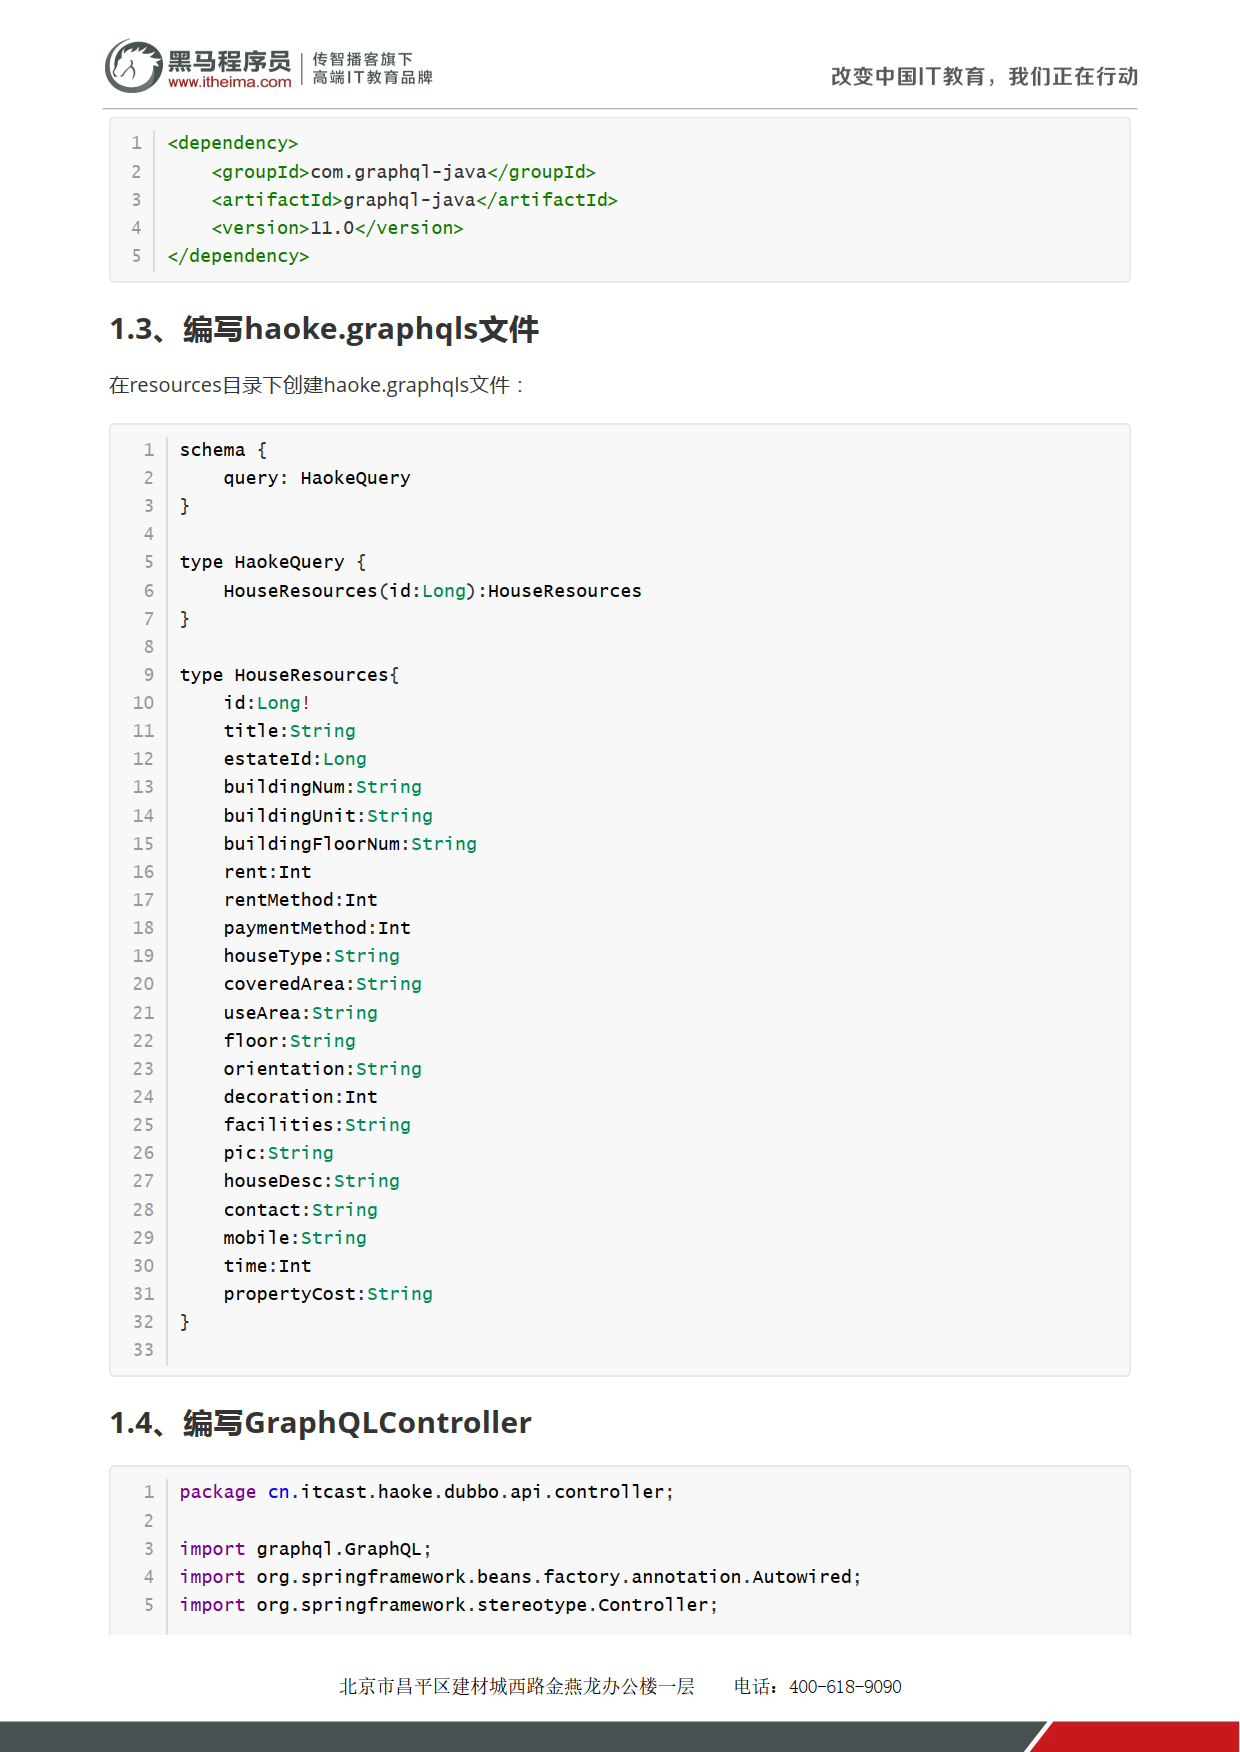 黑马程序员
www.itheima.com
传智播客旗下
高端IT教育品牌
改变中国IT教育，我们正在行动
1 <dependency>
2     <groupId>com.graphql-java</groupId>
3     <artifactId>graphql-java</artifactId>
4     <version>11.0</version>
5 </dependency>
1.3、编写haoke.graphqls文件
在resources目录下创建haoke.graphqls文件：
1 schema {
2     query: HaokeQuery
3 }
4
5 type HaokeQuery {
6     HouseResources(id:Long):HouseResources
7 }
8
9 type HouseResources{
10     id:Long!
11     title:String
12     estateId:Long
13     buildingNum:String
14     buildingUnit:String
15     buildingFloorNum:String
16     rent:Int
17     rentMethod:Int
18     paymentMethod:Int
19     houseType:String
20     coveredArea:String
21     useArea:String
22     floor:String
23     orientation:String
24     decoration:Int
25     facilities:String
26     pic:String
27     houseDesc:String
28     contact:String
29     mobile:String
30     time:Int
31     propertyCost:String
32 }
33
1.4、编写GraphQLController
1 package cn.itcast.haoke.dubbo.api.controller;
2
3 import graphql.GraphQL;
4 import org.springframework.beans.factory.annotation.Autowired;
5 import org.springframework.stereotype.Controller;
北京市昌平区建材城西路金燕龙办公楼一层 电话：400-618-9090